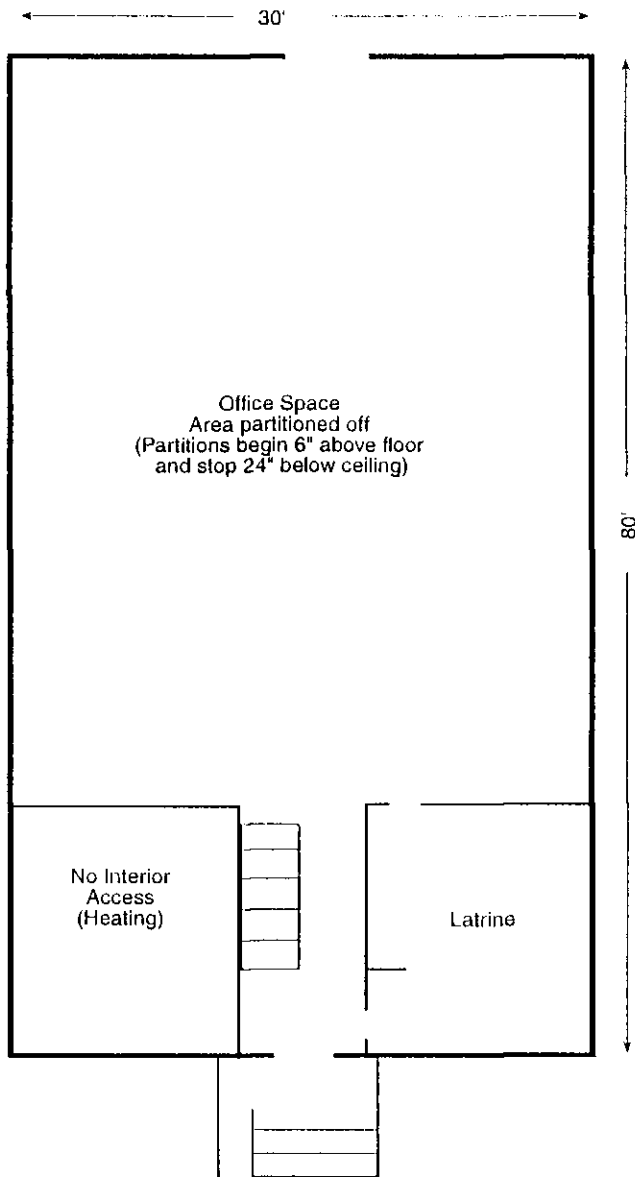 30'
Office Space
Area partitioned off
(Partitions begin 6" above floor
and stop 24" below ceiling)
80'
No Interior
Access
(Heating)
Latrine